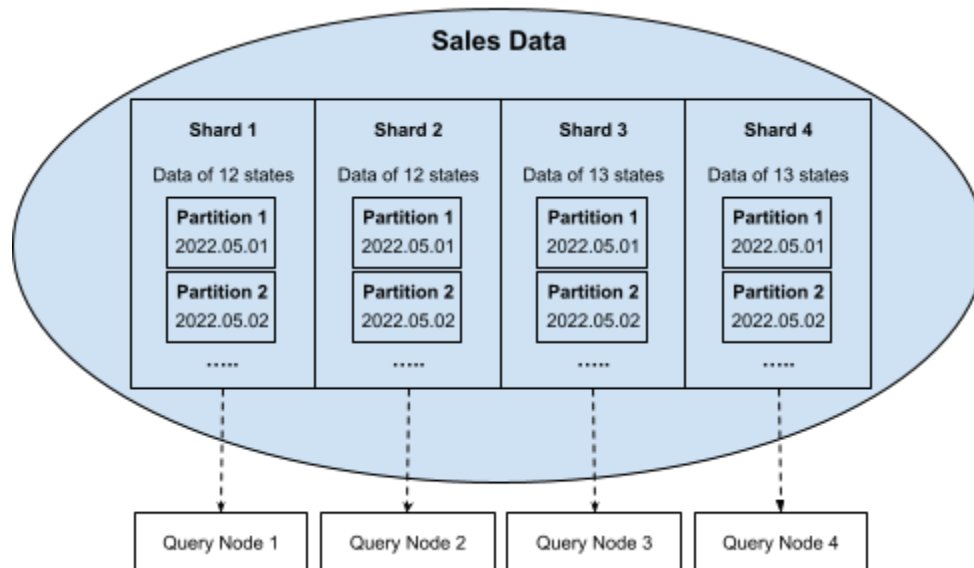 Sales Data
Shard 1
Data of 12 states
Partition 1
2022.05.01
Partition 2
2022.05.02
.....
Shard 2
Data of 12 states
Partition 1
2022.05.01
Partition 2
2022.05.02
.....
Shard 3
Data of 13 states
Partition 1
2022.05.01
Partition 2
2022.05.02
.....
Shard 4
Data of 13 states
Partition 1
2022.05.01
Partition 2
2022.05.02
.....
Query Node 1
Query Node 2
Query Node 3
Query Node 4